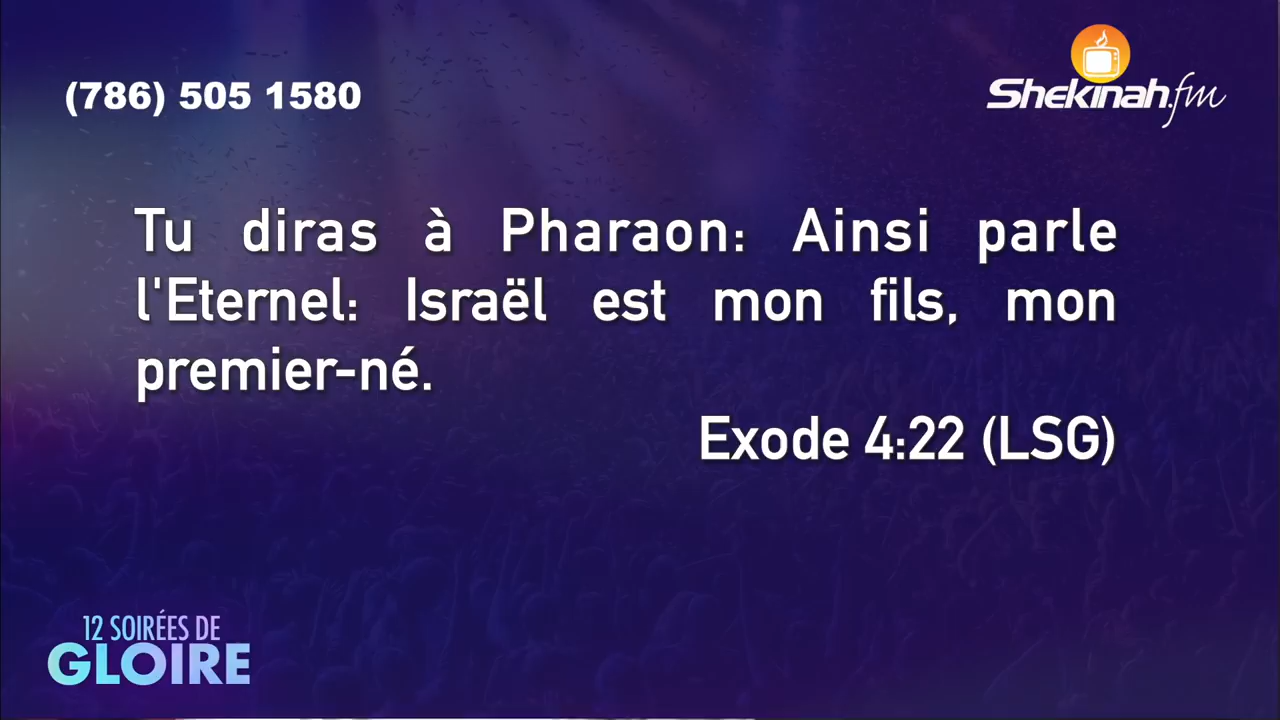 (786) 505 1580
Shekinah.fm
Tu diras à Pharaon: Ainsi parle
l'Eternel: Israël est mon fils, mon
premier-né.
Exode 4:22 (LSG)
12 SOIRÉES DE
GLOIRE